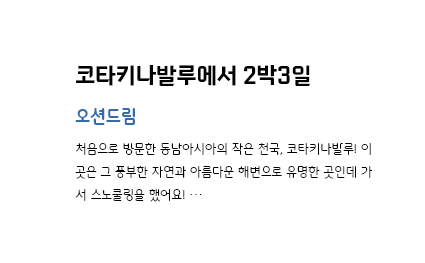 코타키나발루에서 2박3일
오션드림
처음으로 방문한 동남아시아의 작은 천국, 코타키나발루! 이
곳은 그 풍부한 자연과 아름다운 해변으로 유명한 곳인데 가
서 스노쿨링을 했어요! ···